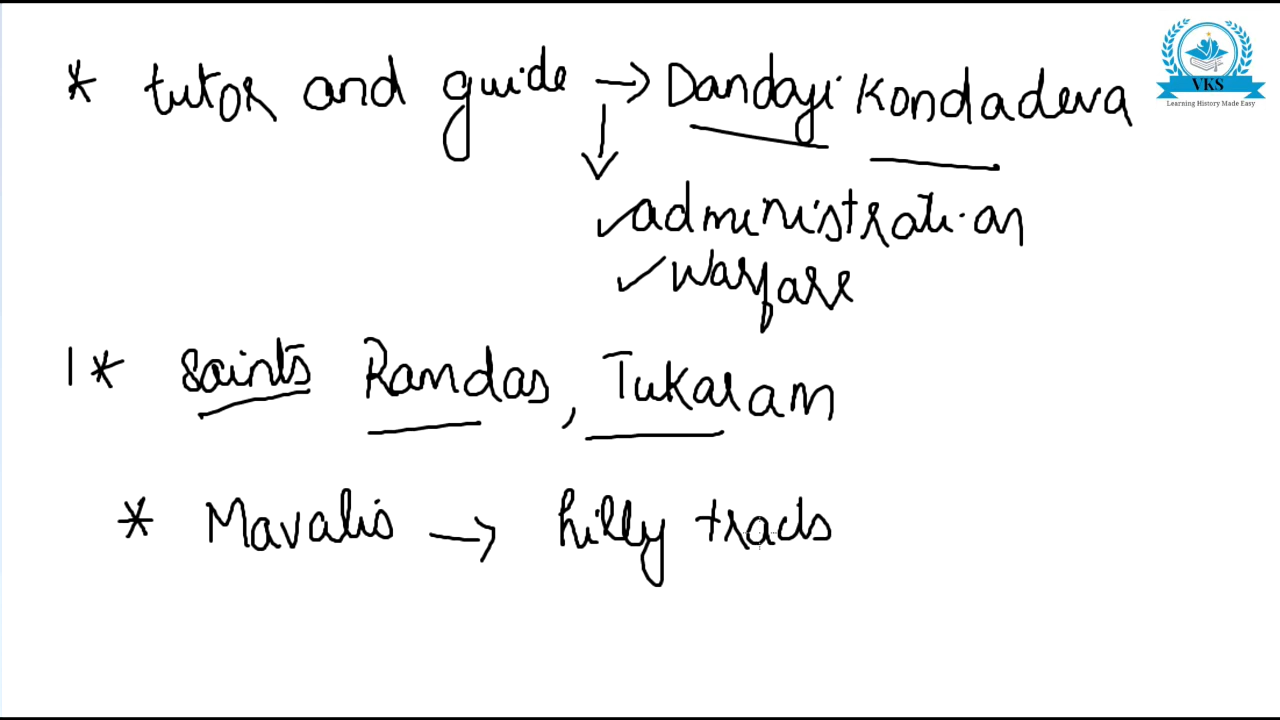 * tutor and guide → Dandaji Kondadeva
✓ administration
✓ warfare
1* saints Ramdas, Tukaram
* Mavalis → hilly tracts
VKS
Learning History Made Easy